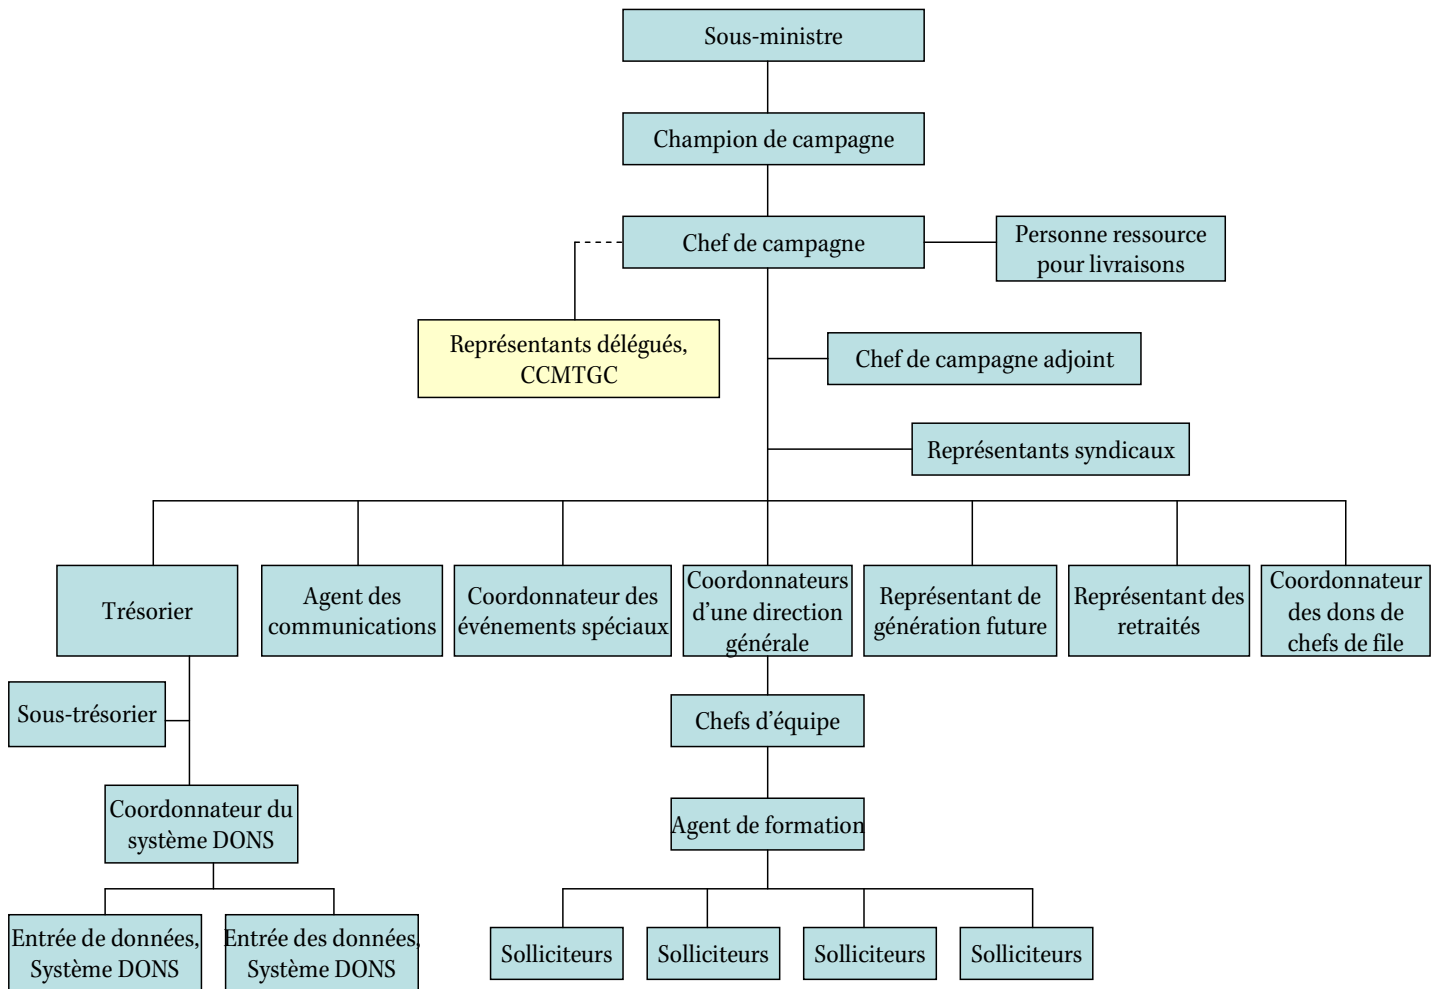 Sous-ministre
Champion de campagne
Chef de campagne
Personne ressource
pour livraisons
Représentants délégués,
CCMTGC
Chef de campagne adjoint
Représentants syndicaux
Trésorier
Agent des
communications
Coordonnateur des
événements spéciaux
Coordonnateurs
d'une direction
générale
Représentant de
génération future
Représentant des
retraités
Coordonnateur
des dons de
chefs de file
Sous-trésorier
Chefs d'équipe
Coordonnateur du
système DONS
Agent de formation
Entrée de données,
Système DONS
Entrée des données,
Système DONS
Solliciteurs
Solliciteurs
Solliciteurs
Solliciteurs